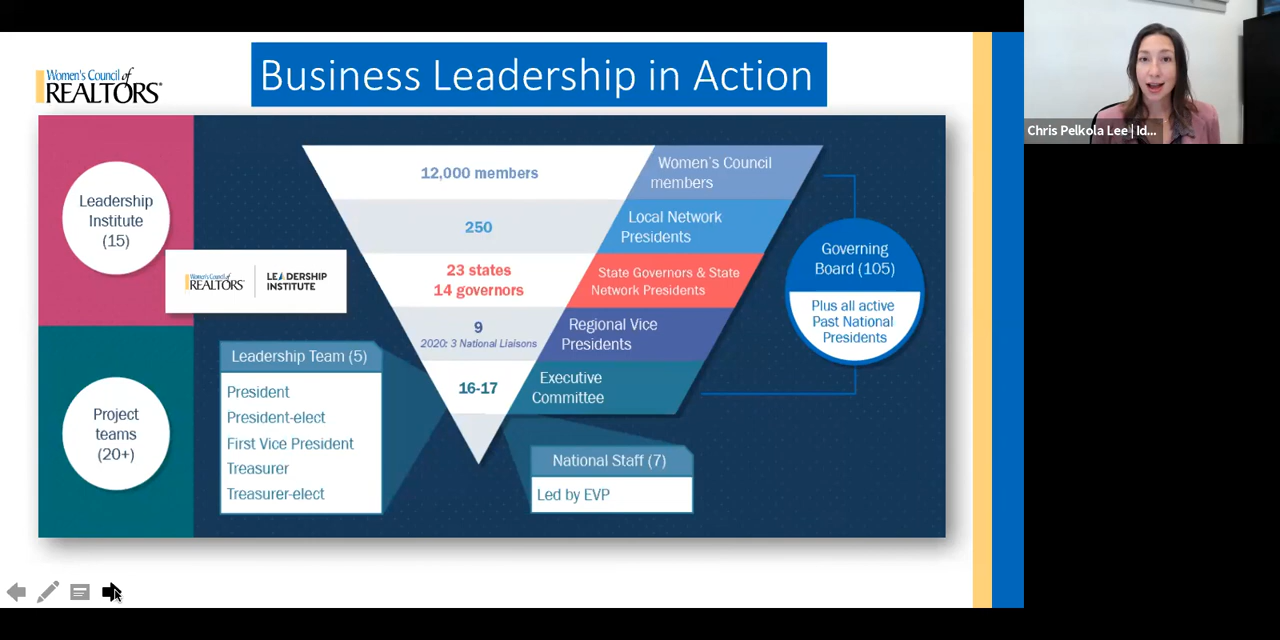 Women's Council of
REALTORS®
Business Leadership in Action
Chris Pelkola Lee | Id...
Leadership
Institute
(15)
Women's Council of
REALTORS®
LEADERSHIP
INSTITUTE
Project
teams
(20+)
12,000 members
Women's Council
members
250
Local Network
Presidents
23 states
14 governors
State Governors & State
Network Presidents
9
2020: 3 National Liaisons
Regional Vice
Presidents
16-17
Executive
Committee
Governing
Board (105)
Plus all active
Past National
Presidents
Leadership Team (5)
President
President-elect
First Vice President
Treasurer
Treasurer-elect
National Staff (7)
Led by EVP